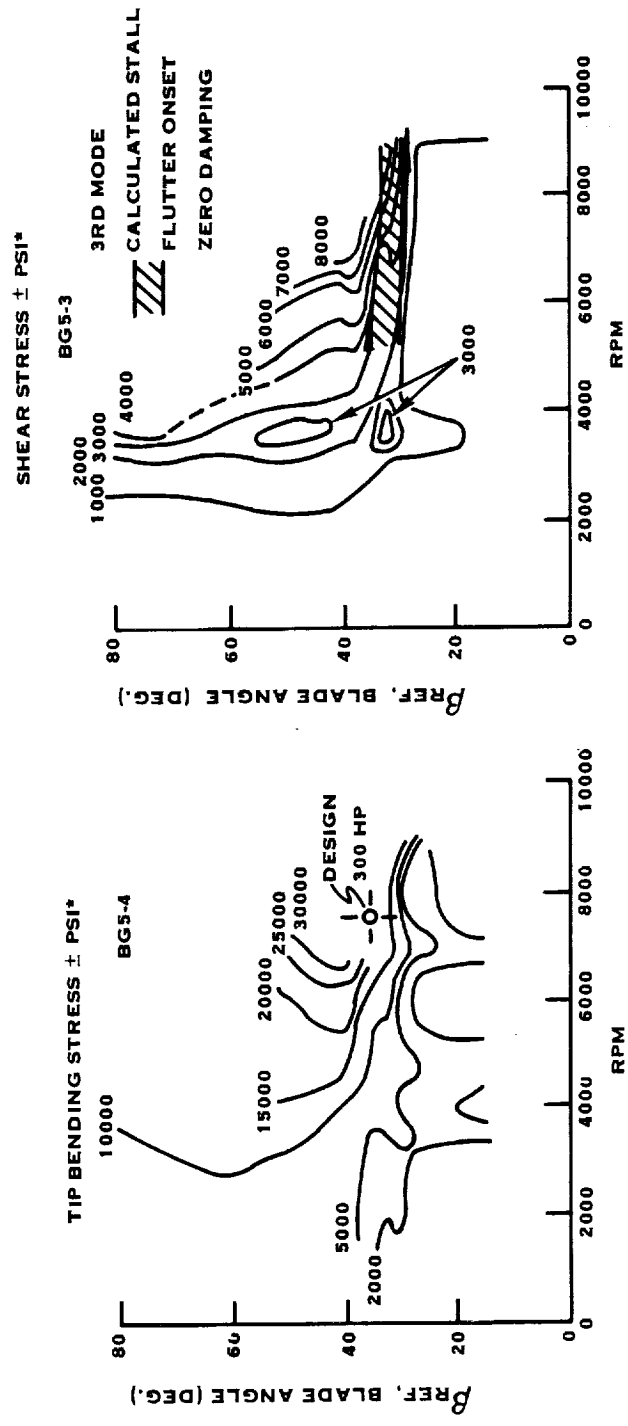 TIP BENDING STRESS ± PSI*
BG5-4
β REF, BLADE ANGLE (DEG.)
80
60
40
20
0
10000
15000
20000
25000
30000
5000
2000
DESIGN
300 HP
2000
4000
6000
8000
10000
RPM
SHEAR STRESS ± PSI*
BG5-3
3RD MODE
CALCULATED STALL
FLUTTER ONSET
ZERO DAMPING
β REF, BLADE ANGLE (DEG.)
80
60
40
20
0
1000
2000
3000
4000
5000
6000
7000
8000
3000
0
2000
4000
6000
8000
10000
RPM